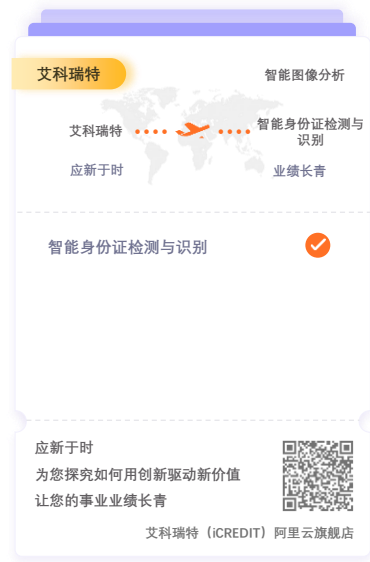 艾科瑞特
智能图像分析
艾科瑞特
智能身份证检测与
识别
应新于时
业绩长青
智能身份证检测与识别
应新于时
为您探究如何用创新驱动新价值
让您的事业业绩长青
艾科瑞特（iCREDIT）阿里云旗舰店